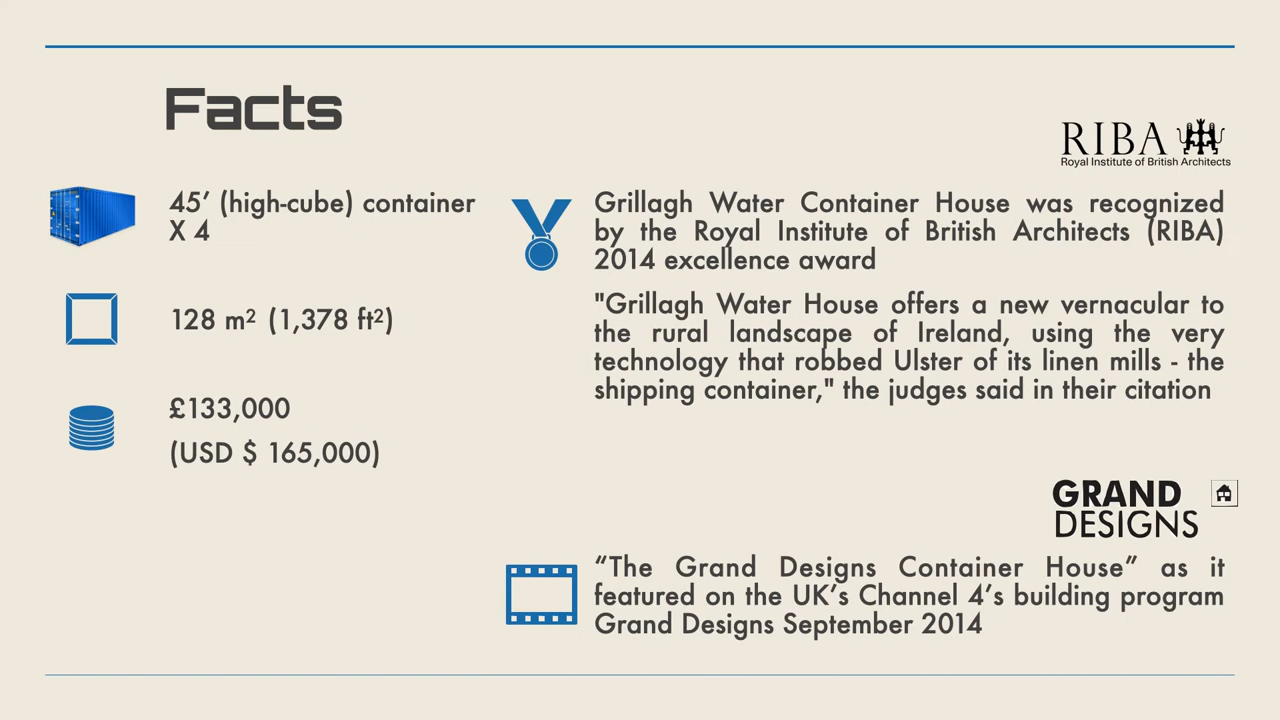 Facts
RIBA
Royal Institute of British Architects
45’ (high-cube) container
X 4
128 m² (1,378 ft²)
£133,000
(USD $ 165,000)
Grillagh Water Container House was recognized
by the Royal Institute of British Architects (RIBA)
2014 excellence award
"Grillagh Water House offers a new vernacular to
the rural landscape of Ireland, using the very
technology that robbed Ulster of its linen mills - the
shipping container," the judges said in their citation
GRAND
DESIGNS
“The Grand Designs Container House” as it
featured on the UK’s Channel 4’s building program
Grand Designs September 2014